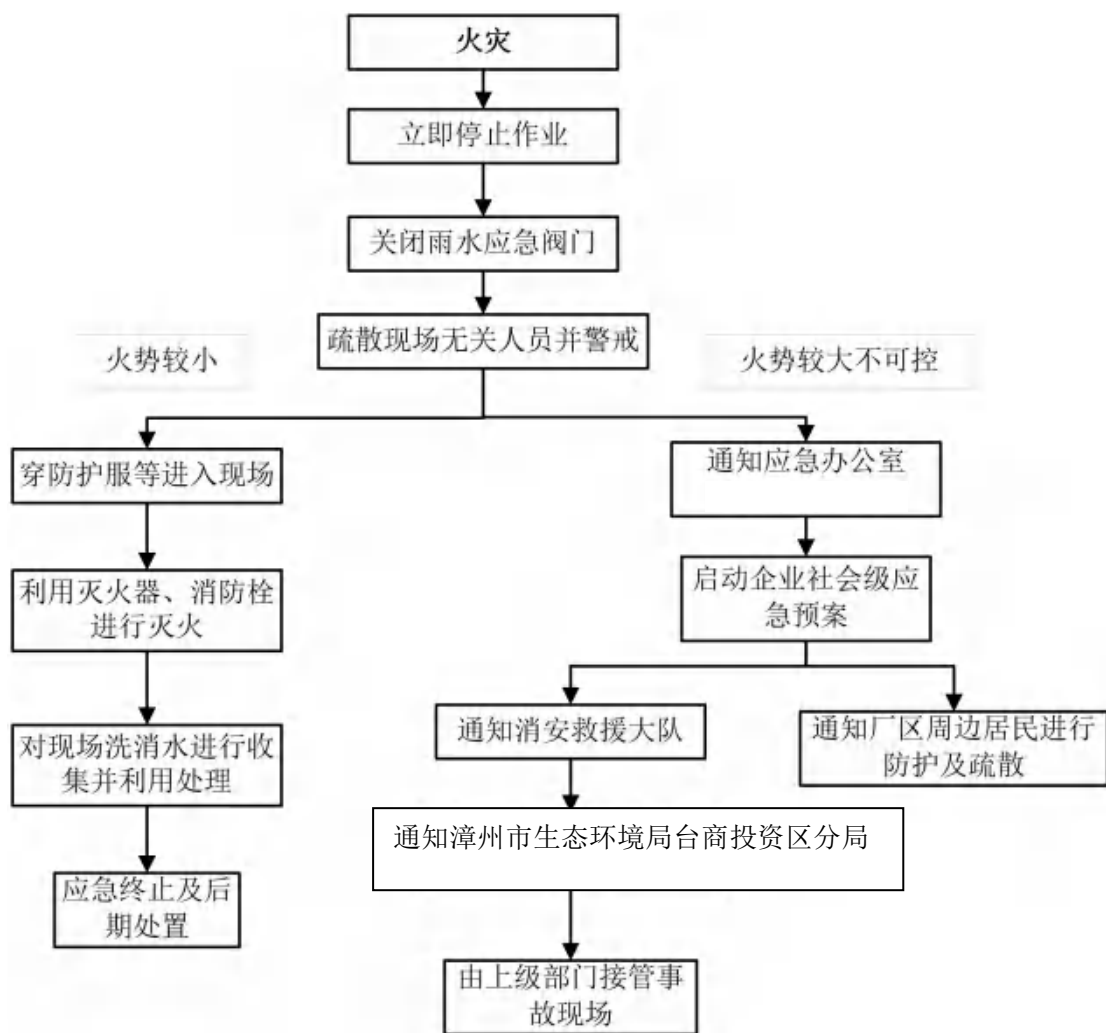 火灾
立即停止作业
关闭雨水应急阀门
疏散现场无关人员并警戒
火势较小
火势较大不可控
穿防护服等进入现场
利用灭火器、消防栓
进行灭火
对现场洗消水进行收
集并利用处理
应急终止及后
期处置
通知应急办公室
启动企业社会级应
急预案
通知消安救援大队
通知厂区周边居民进行
防护及疏散
通知漳州市生态环境局台商投资区分局
由上级部门接管事
故现场